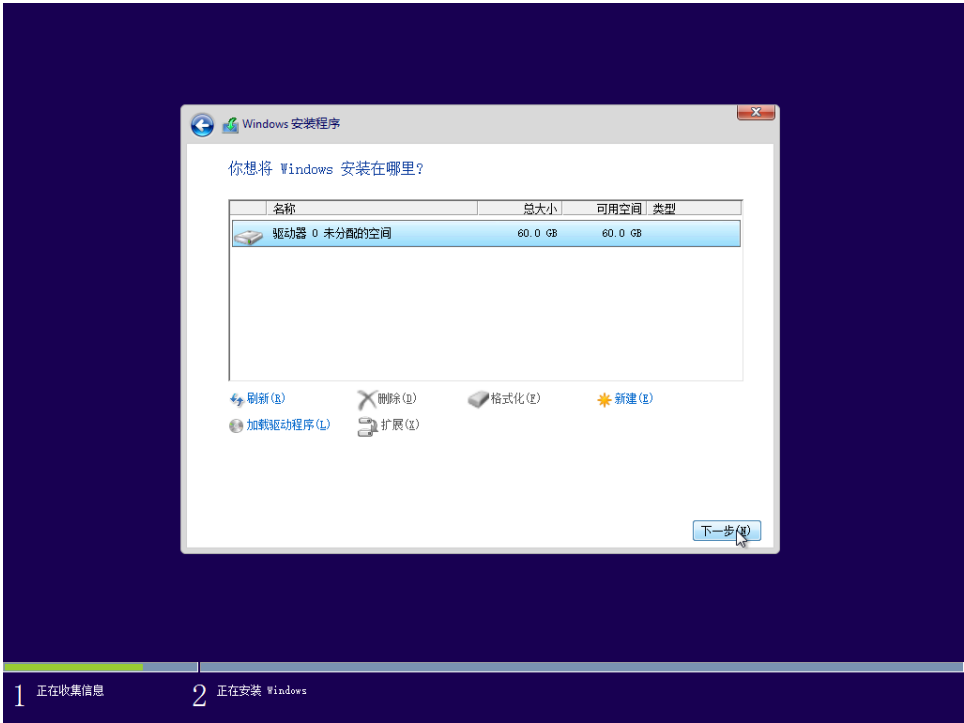 Windows 安装程序
你想将 Windows 安装在哪里?
名称 总大小 可用空间 类型
驱动器 0 未分配的空间 60.0 GB 60.0 GB
刷新(R) 删除(D) 格式化(F) 新建(E)
加载驱动程序(L) 扩展(X)
下一步(N)
1 正在收集信息 2 正在安装 Windows